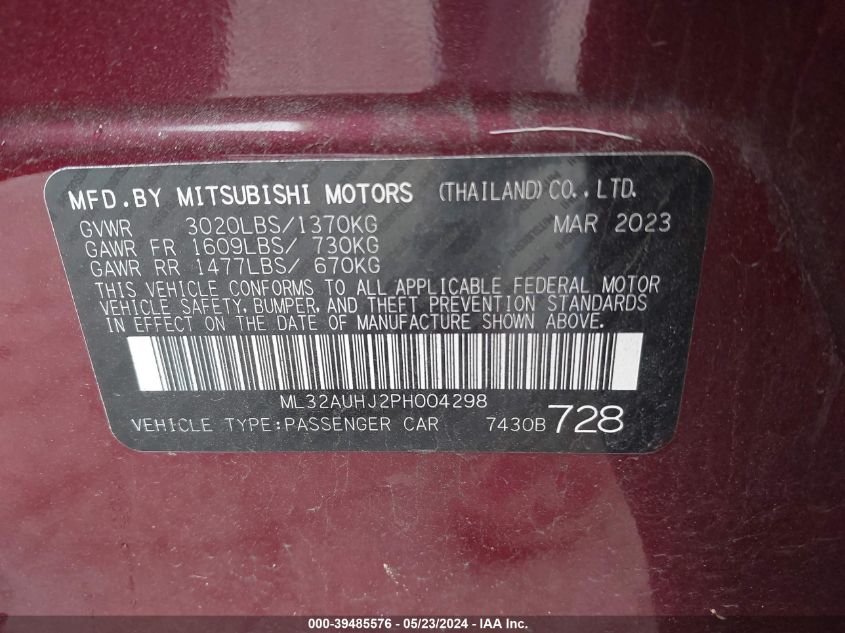 MFD.BY MITSUBISHI MOTORS (THAILAND)CO.,LTD.
GVWR 3020LBS/1370KG MAR 2023
GAWR FR 1609LBS/ 730KG
GAWR RR 1477LBS/ 670KG
THIS VEHICLE CONFORMS TO ALL APPLICABLE FEDERAL MOTOR
VEHICLE SAFETY, BUMPER, AND THEFT PREVENTION STANDARDS
IN EFFECT ON THE DATE OF MANUFACTURE SHOWN ABOVE.
ML32AUHJ2PH004298
VEHICLE TYPE:PASSENGER CAR 7430B 728
000-39485576 - 05/23/2024 - IAA Inc.